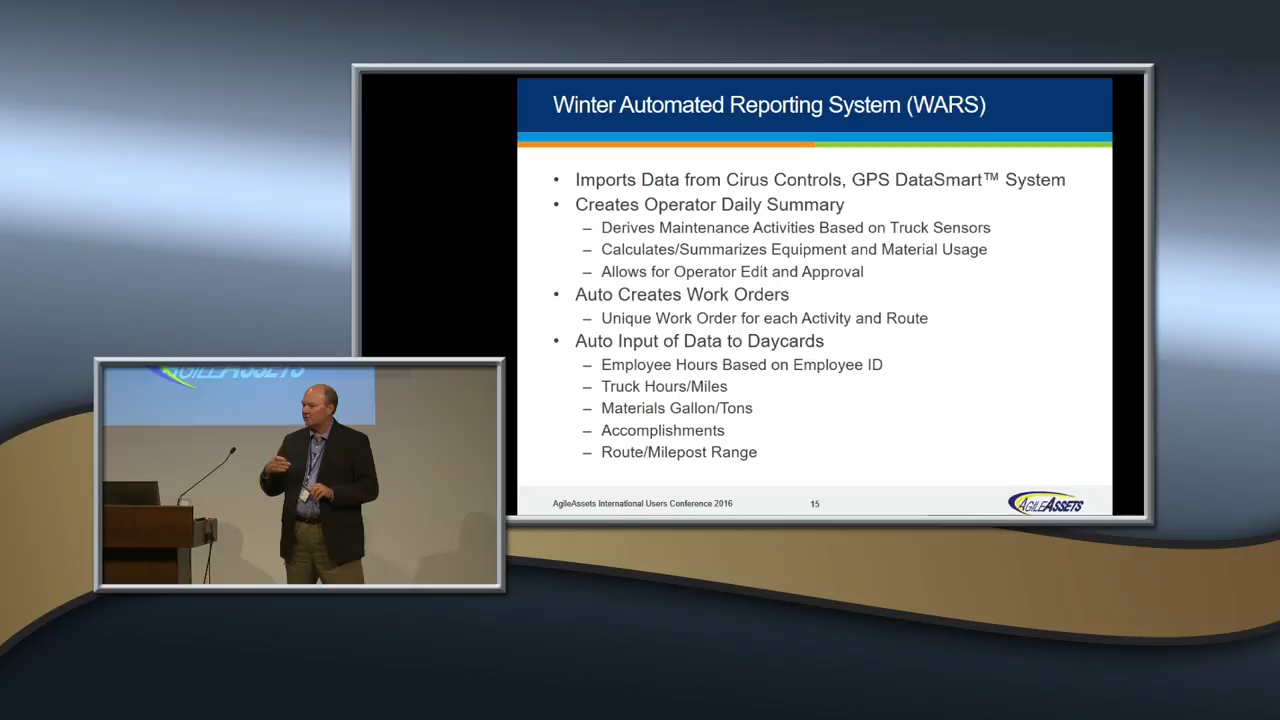 Winter Automated Reporting System (WARS)
• Imports Data from Cirus Controls, GPS DataSmart™ System
• Creates Operator Daily Summary
– Derives Maintenance Activities Based on Truck Sensors
– Calculates/Summarizes Equipment and Material Usage
– Allows for Operator Edit and Approval
• Auto Creates Work Orders
– Unique Work Order for each Activity and Route
• Auto Input of Data to Daycards
– Employee Hours Based on Employee ID
– Truck Hours/Miles
– Materials Gallon/Tons
– Accomplishments
– Route/Milepost Range
AgileAssets International Users Conference 2016
15
AGILEASSETS
AGILEASSETS